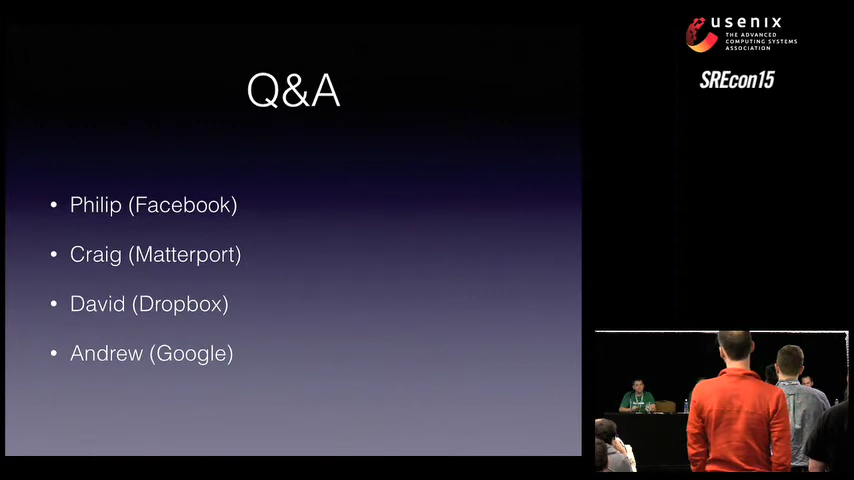 usenix
THE ADVANCED
COMPUTING SYSTEMS
ASSOCIATION
SREcon15
Q&A
• Philip (Facebook)
• Craig (Matterport)
• David (Dropbox)
• Andrew (Google)